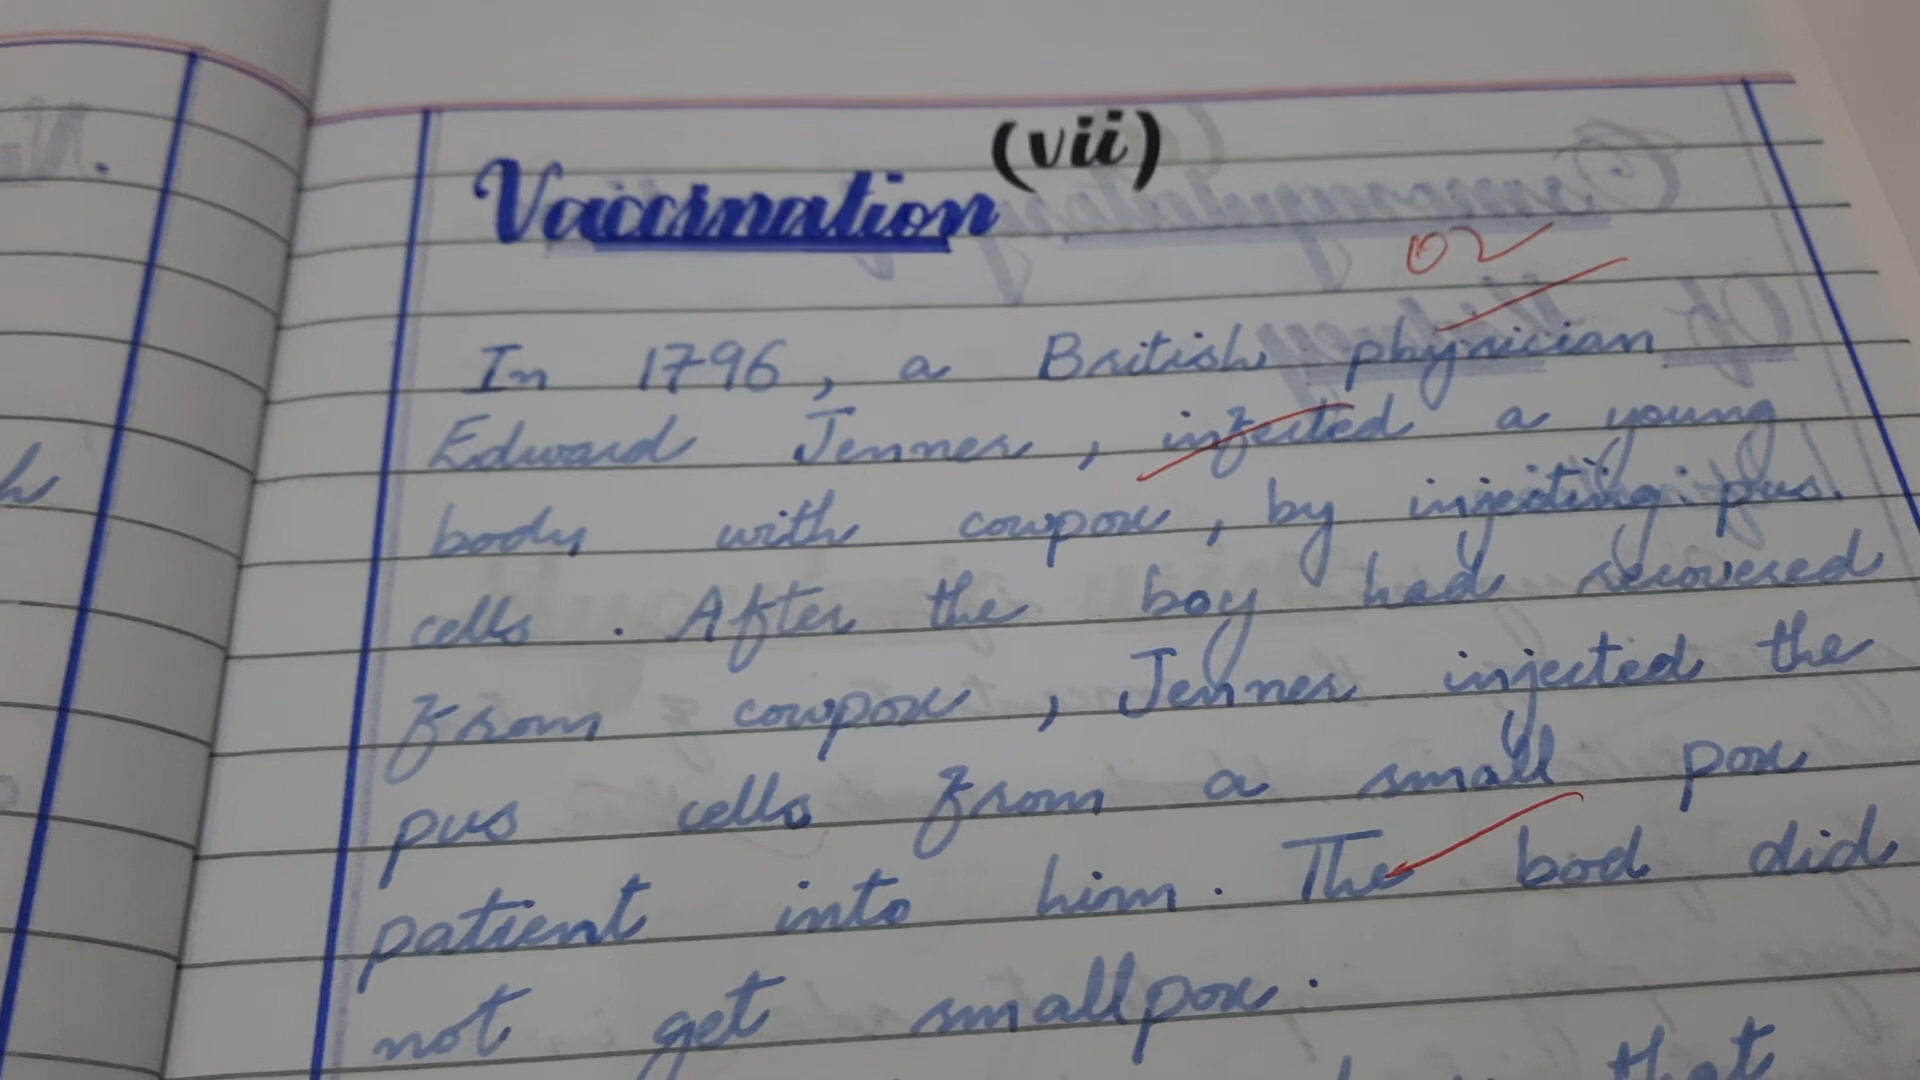 (vii)
Vaccination
02
In 1796, a British physician
Edward Jenner, infected a young
body with cowpox, by injecting pus
cells. After the boy had recovered
from cowpox, Jenner injected the
pus cells from a small pox
patient into him. The bod did
not get smallpox.
that